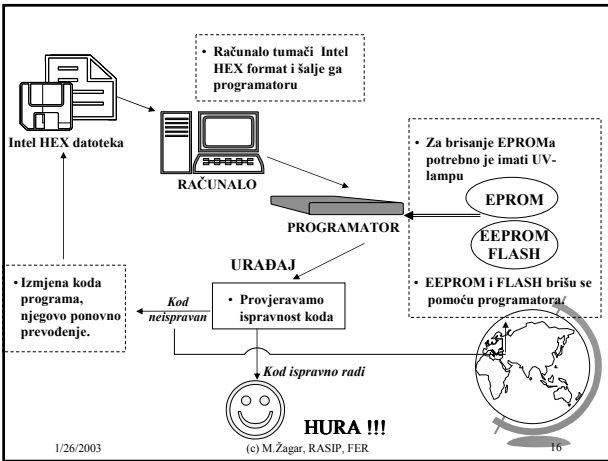 • Računalo tumači Intel
HEX format i šalje ga
programatoru
Intel HEX datoteka
RAČUNALO
• Za brisanje EPROMa
potrebno je imati UV-
lampu
EPROM
EEPROM
FLASH
• EEPROM i FLASH brišu se
pomoću programatora.
PROGRAMATOR
URAĐAJ
• Izmjena koda
programa,
njegovo ponovno
prevođenje.
Kod
neispravan
• Provjeravamo
ispravnost koda
Kod ispravno radi
HURA !!!
1/26/2003
(c) M.Žagar, RASIP, FER
16